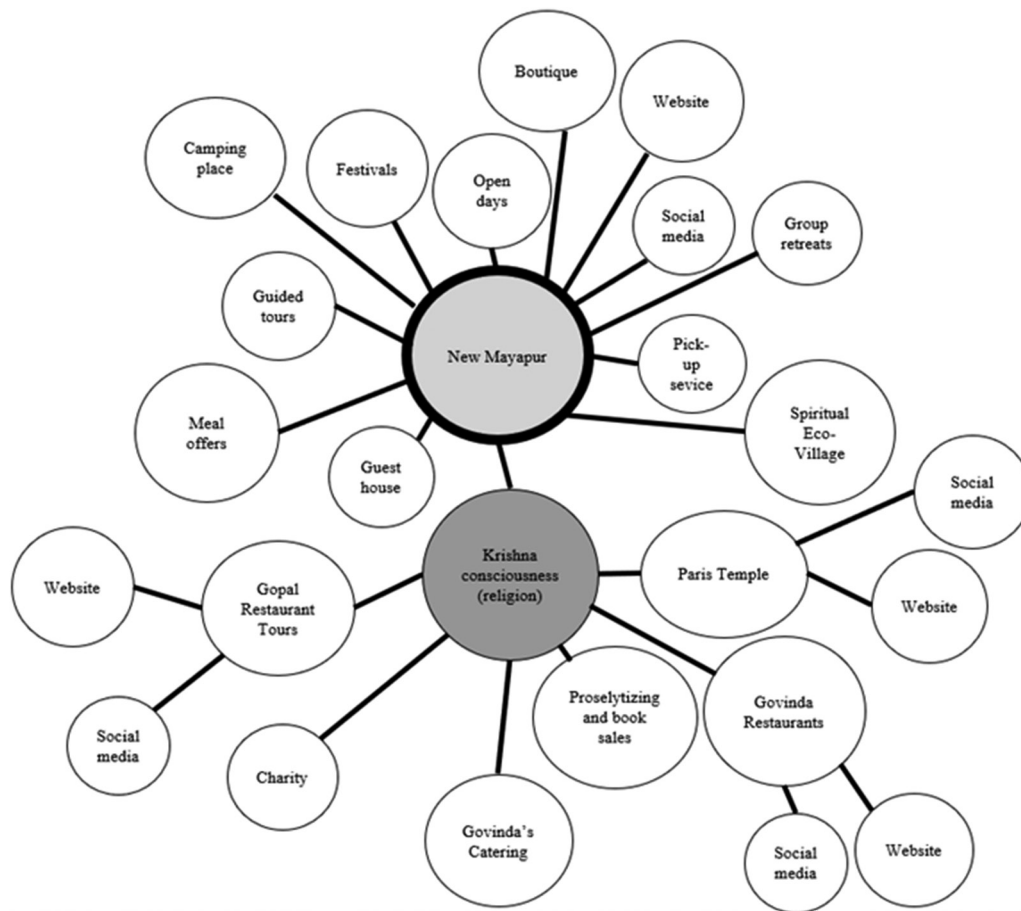 Boutique
Website
Camping
place
Festivals
Open
days
Social
media
Group
retreats
Guided
tours
New Mayapur
Pick-
up sevice
Meal
offers
Guest
house
Spiritual
Eco-
Village
Social
media
Krishna
consciousness
(religion)
Paris Temple
Website
Gopal
Restaurant
Tours
Website
Social
media
Charity
Proselytizing
and book
sales
Govinda
Restaurants
Govinda’s
Catering
Social
media
Website